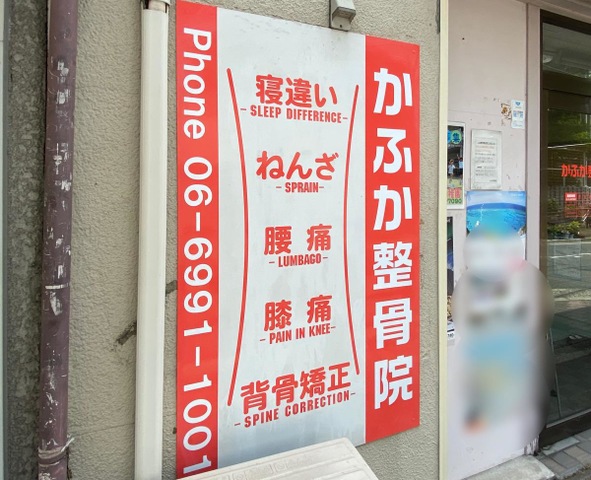 かふか整骨院
寝違い
- SLEEP DIFFERENCE -
ねんざ
- SPRAIN -
腰痛
- LUMBAGO -
膝痛
- PAIN IN KNEE -
背骨矯正
- SPINE CORRECTION -
Phone 06-6991-1001